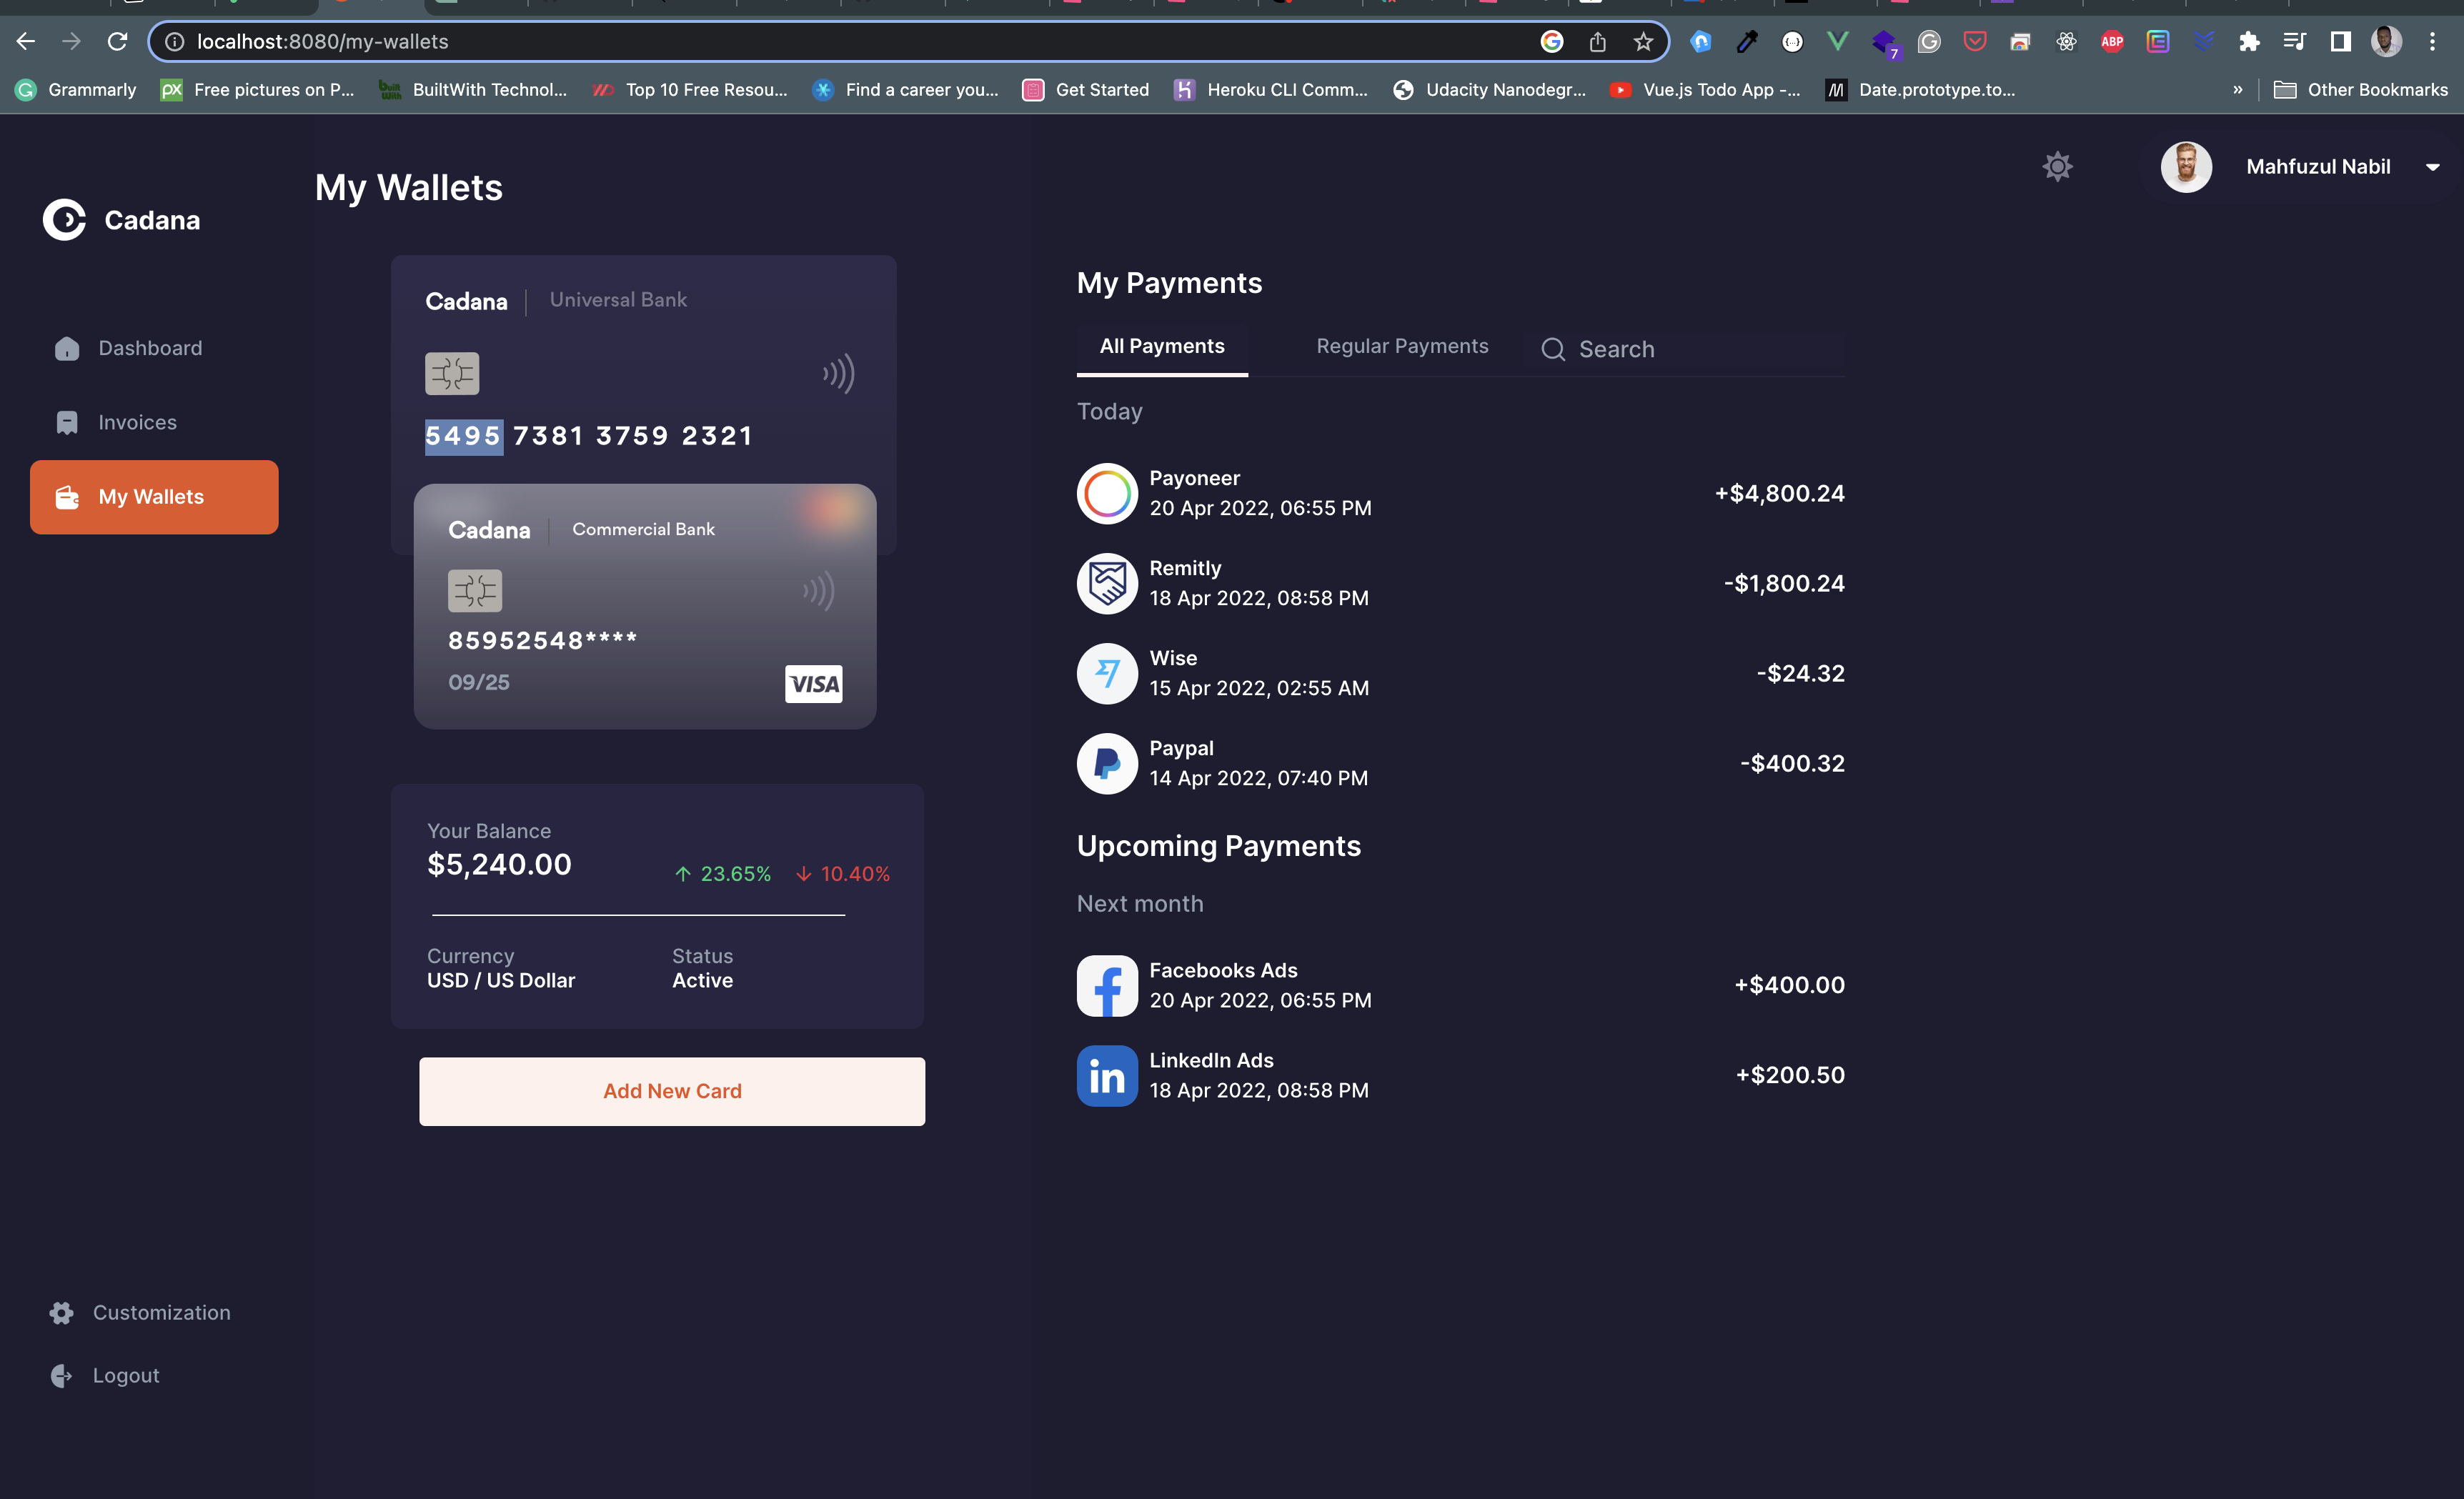 localhost:8080/my-wallets
7
ABP
Grammarly
Free pictures on P...
BuiltWith Technol...
Top 10 Free Resou...
Find a career you...
Get Started
Heroku CLI Comm...
Udacity Nanodegr...
Vue.js Todo App -...
Date.prototype.to...
»
Other Bookmarks
Cadana
Dashboard
Invoices
My Wallets
Customization
Logout
My Wallets
Cadana
Universal Bank
5495 7381 3759 2321
Cadana
Commercial Bank
85952548****
09/25
VISA
Your Balance
$5,240.00
23.65%
10.40%
Currency
Status
USD / US Dollar
Active
Add New Card
Mahfuzul Nabil
My Payments
All Payments
Regular Payments
Search
Today
Payoneer
20 Apr 2022, 06:55 PM
+$4,800.24
Remitly
18 Apr 2022, 08:58 PM
-$1,800.24
Wise
15 Apr 2022, 02:55 AM
-$24.32
Paypal
14 Apr 2022, 07:40 PM
-$400.32
Upcoming Payments
Next month
Facebooks Ads
20 Apr 2022, 06:55 PM
+$400.00
in
LinkedIn Ads
18 Apr 2022, 08:58 PM
+$200.50